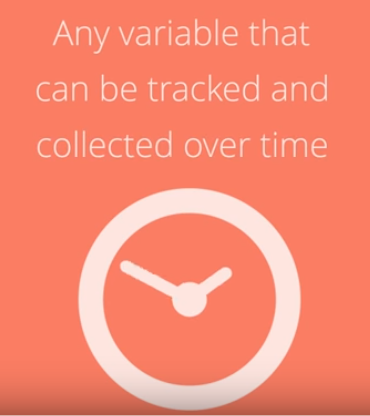 Any variable that
can be tracked and
collected over time